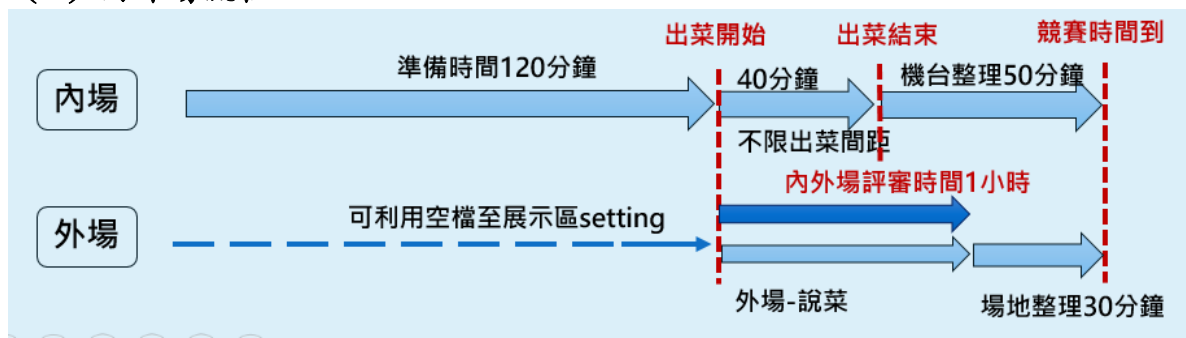 出菜開始
出菜結束
競賽時間到
內場
準備時間120分鐘
40分鐘
機台整理50分鐘
不限出菜間距
內外場評審時間1小時
外場
可利用空檔至展示區setting
外場-說菜
場地整理30分鐘